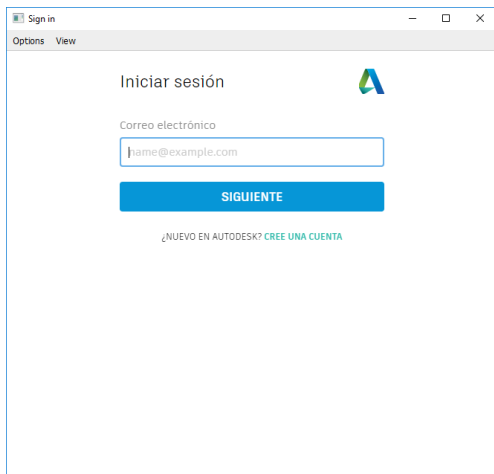 Sign in
Options View
Iniciar sesión
Correo electrónico
name@example.com
SIGUIENTE
¿NUEVO EN AUTODESK? CREE UNA CUENTA